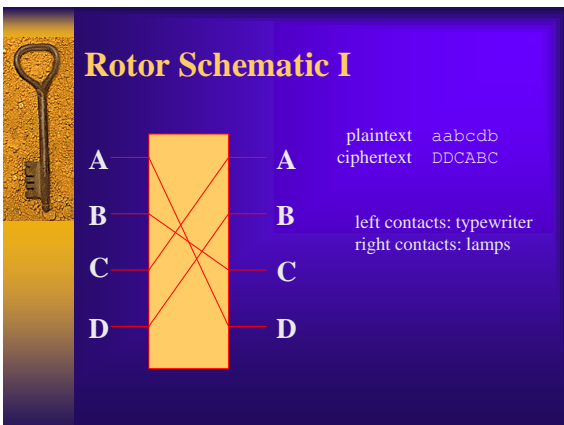 Rotor Schematic I
plaintext aabcdb
ciphertext DDCABC
A A
B B
left contacts: typewriter
right contacts: lamps
C C
D D